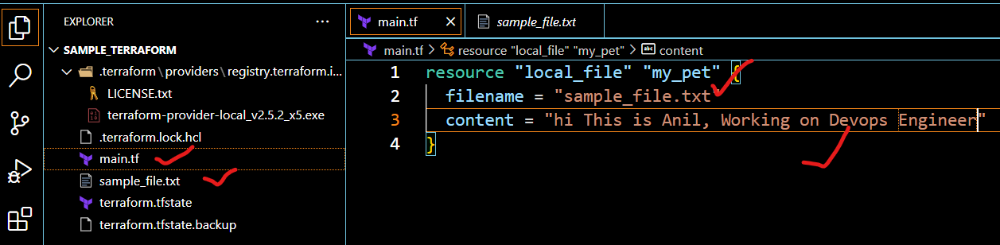 EXPLORER ...
SAMPLE_TERRAFORM
.terraform\providers\registry.terraform.i...
LICENSE.txt
terraform-provider-local_v2.5.2_x5.exe
.terraform.lock.hcl
main.tf
sample_file.txt
terraform.tfstate
terraform.tfstate.backup
main.tf sample_file.txt
main.tf > resource "local_file" "my_pet" > abc content
1 resource "local_file" "my_pet" {
2 filename = "sample_file.txt"
3 content = "hi This is Anil, Working on Devops Engineer"
4 }